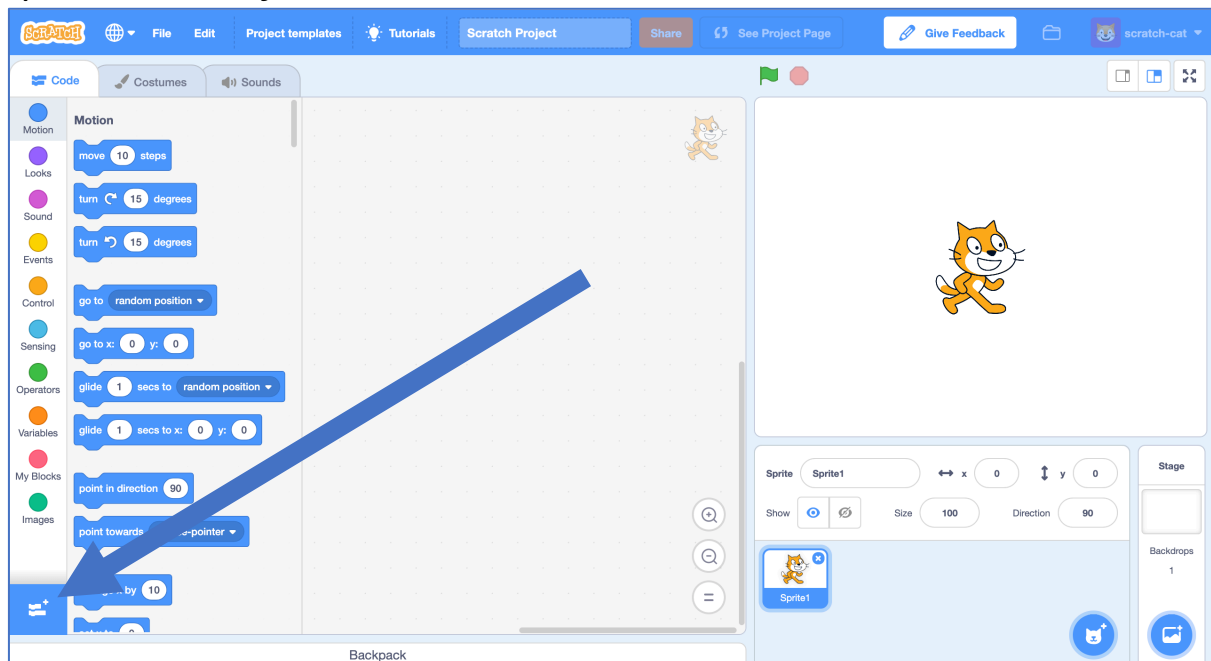 SCRATCH File Edit Project templates Tutorials Scratch Project Share See Project Page Give Feedback scratch-cat
Code Costumes Sounds
Motion
Looks
Sound
Events
Control
Sensing
Operators
Variables
My Blocks
Images
Motion
move 10 steps
turn 15 degrees
turn 15 degrees
go to random position
go to x: 0 y: 0
glide 1 secs to random position
glide 1 secs to x: 0 y: 0
point in direction 90
point towards -pointer
by 10
0
=
Backpack
Sprite Sprite1 x 0 y 0
Show Size 100 Direction 90
Sprite1
Stage
Backdrops
1